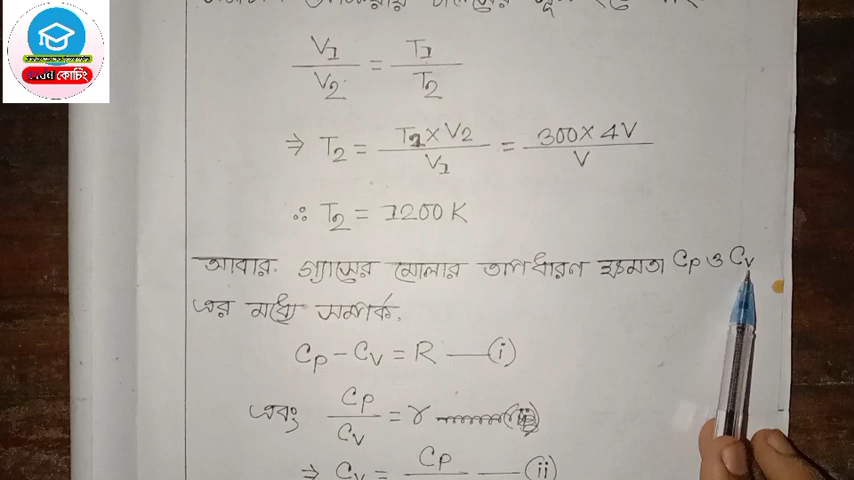 কোচিং
V₁/V₂ = T₁/T₂
⇒ T₂ = T₁×V₂/V₁ = 300×4V/V
∴ T₂ = 1200K
আবার, গ্যাসের মোলার তাপধারণ ক্ষমতা Cp ও Cv
এর মধ্যে সম্পর্ক,
Cp – Cv = R —(i)
এবং Cp/Cv = γ
⇒ Cv = Cp —(ii)